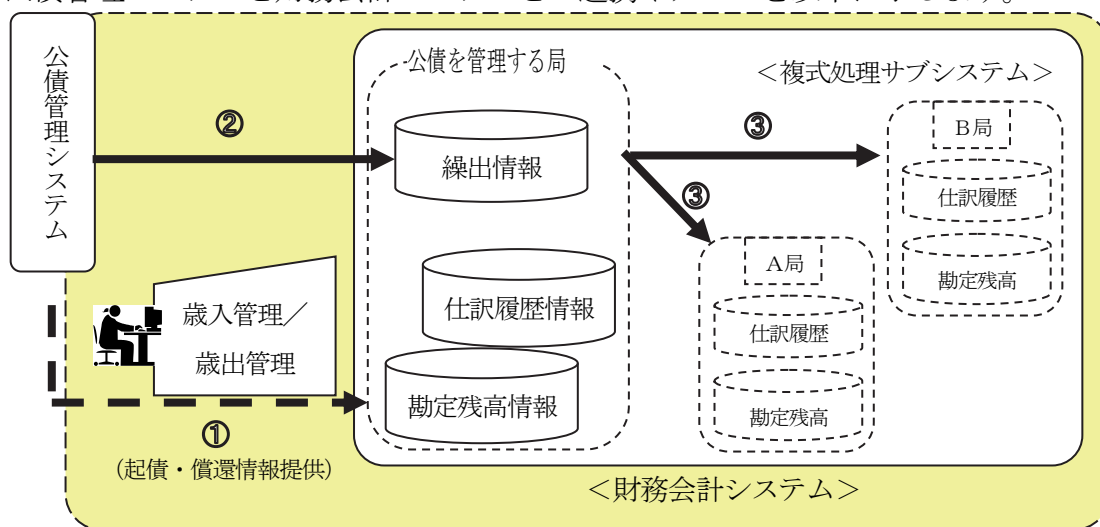 公債管理システム
公債を管理する局
＜複式処理サブシステム＞
②
繰出情報
③
③
B局
仕訳履歴
勘定残高
A局
仕訳履歴
勘定残高
歳入管理／
歳出管理
仕訳履歴情報
勘定残高情報
①
(起債・償還情報提供)
＜財務会計システム＞